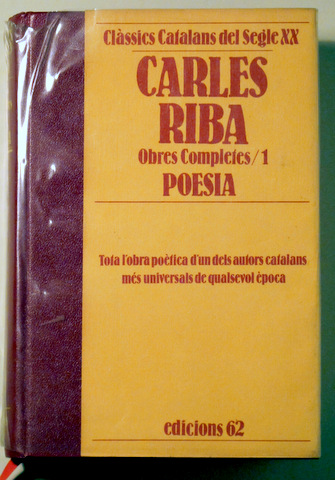 Clàssics Catalans del Segle XX
CARLES
RIBA
Obres Completes/1
POESIA
Tota l'obra poètica d'un dels autors catalans
més universals de qualsevol època
edicions 62